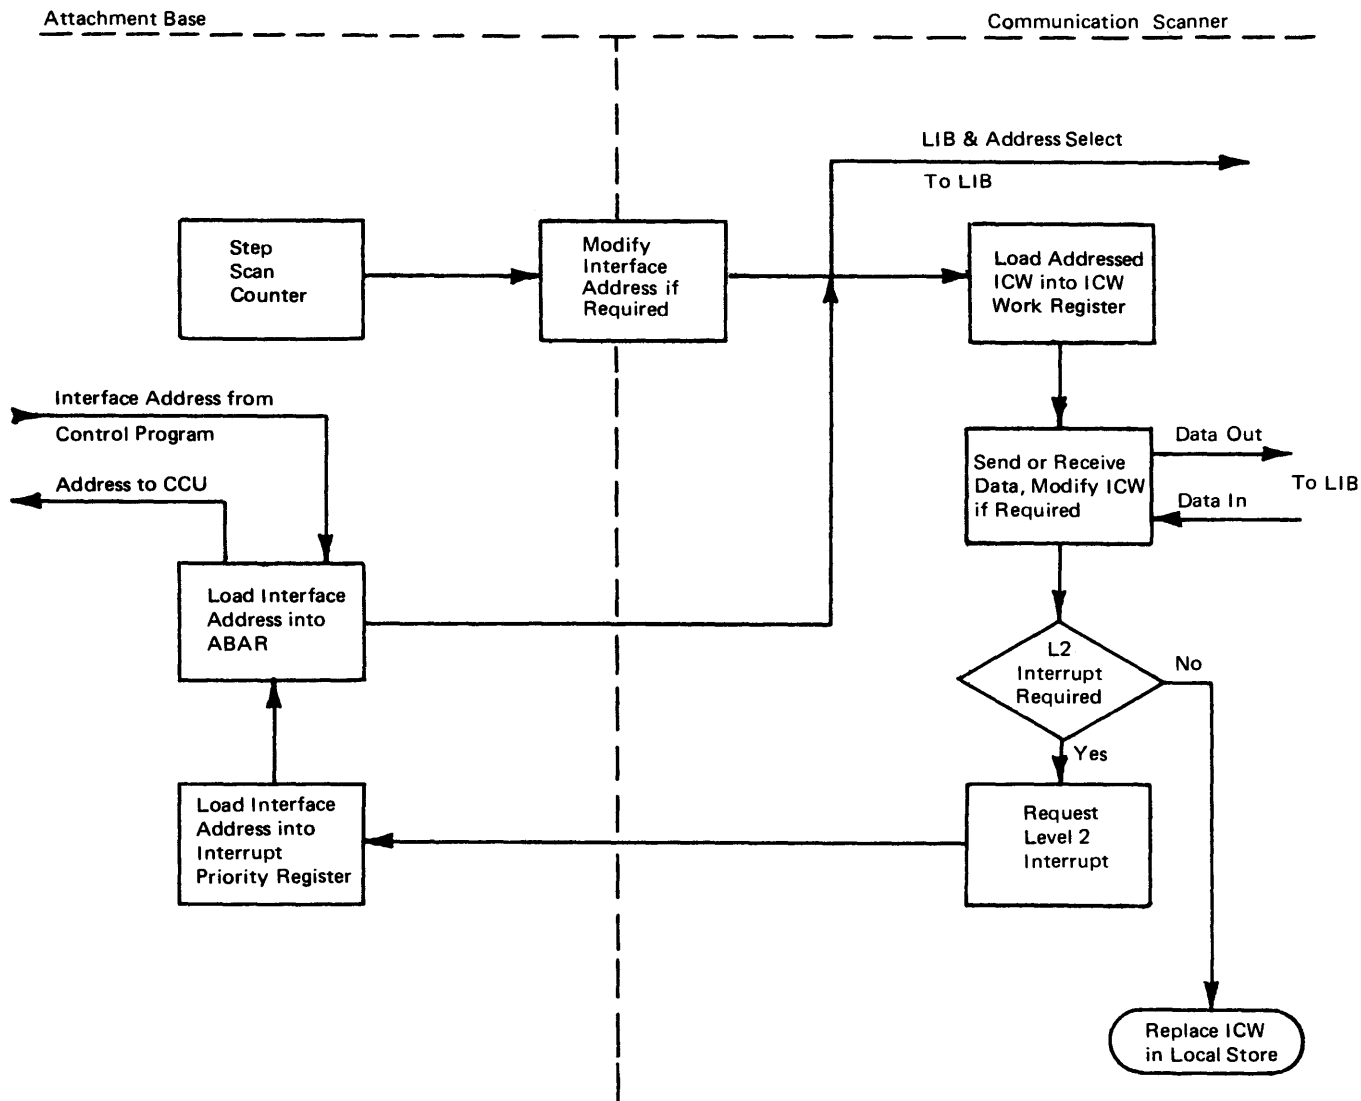 Attachment Base
Communication Scanner
LIB & Address Select
To LIB
Step
Scan
Counter
Modify
Interface
Address if
Required
Load Addressed
ICW into ICW
Work Register
Interface Address from
Control Program
Address to CCU
Send or Receive
Data, Modify ICW
if Required
Data Out
To LIB
Data In
Load Interface
Address into
ABAR
L2
Interrupt
Required
No
Yes
Load Interface
Address into
Interrupt
Priority Register
Request
Level 2
Interrupt
Replace ICW
in Local Store